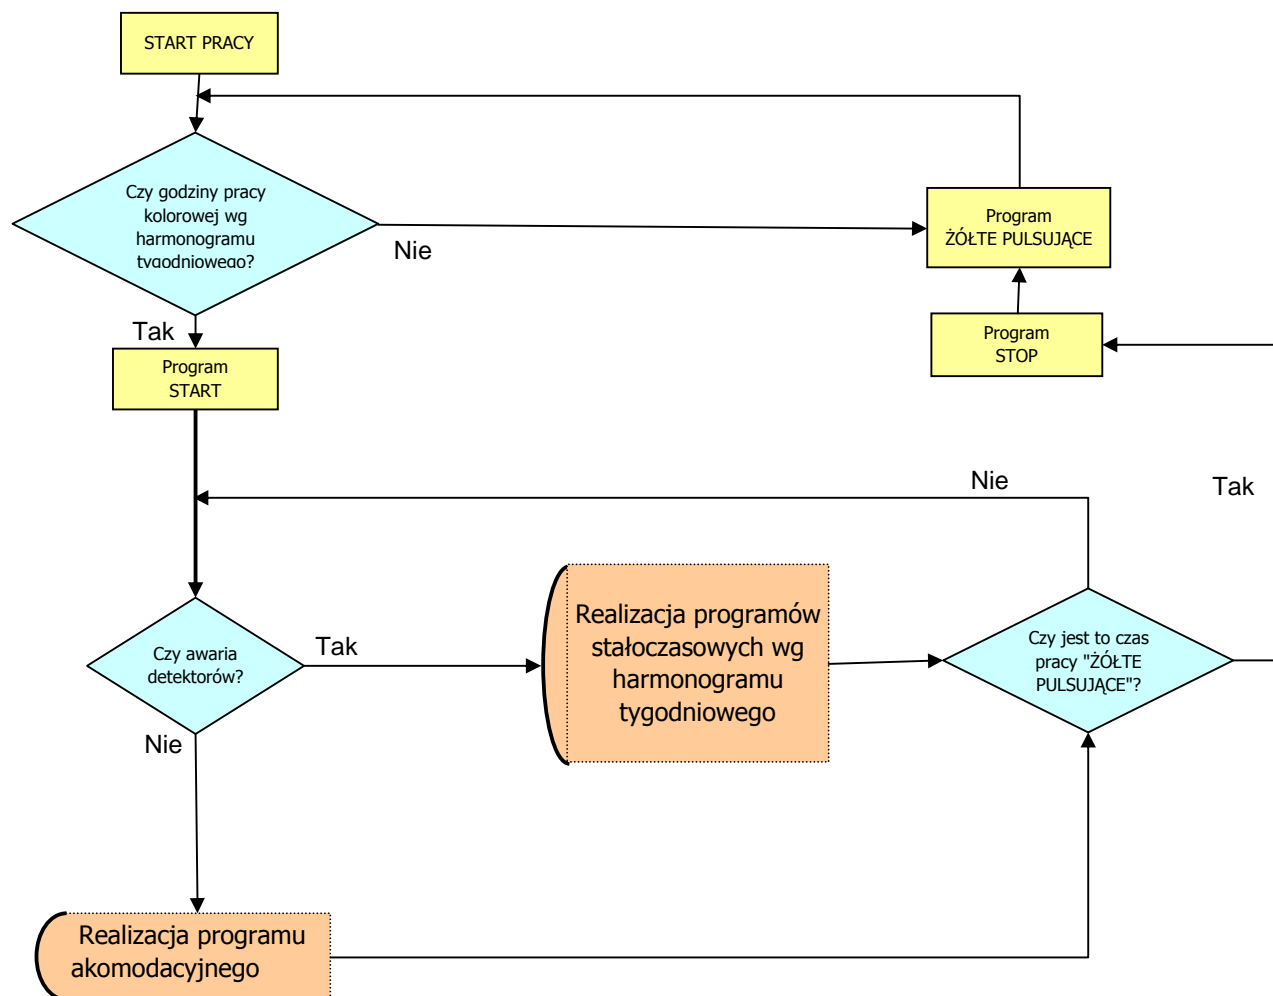 START PRACY
Czy godziny pracy
kolorowej wg
harmonogramu
tygodniowego?
Nie
Program
ŻÓŁTE PULSUJĄCE
Tak
Program
START
Program
STOP
Nie
Tak
Czy awaria
detektorów?
Tak
Nie
Realizacja programów
stałoczasowych wg
harmonogramu
tygodniowego
Czy jest to czas
pracy "ŻÓŁTE
PULSUJĄCE"?
Realizacja programu
akomodacyjnego